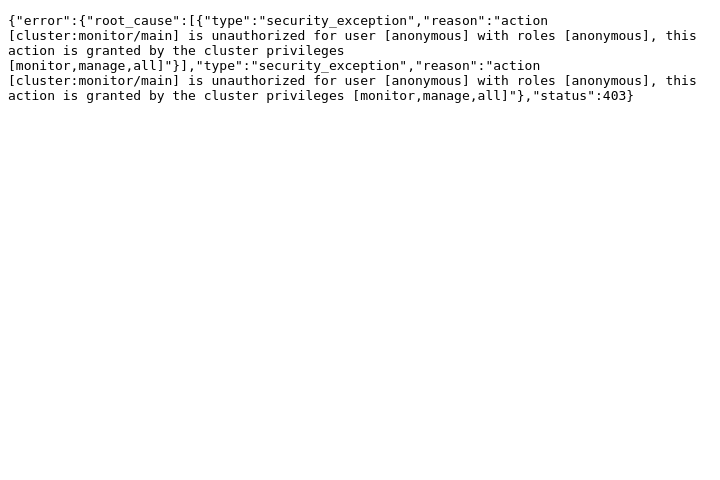 {"error":{"root_cause":[{"type":"security_exception","reason":"action
[cluster:monitor/main] is unauthorized for user [anonymous] with roles [anonymous], this
action is granted by the cluster privileges
[monitor,manage,all]"}],"type":"security_exception","reason":"action
[cluster:monitor/main] is unauthorized for user [anonymous] with roles [anonymous], this
action is granted by the cluster privileges [monitor,manage,all]"},"status":403}